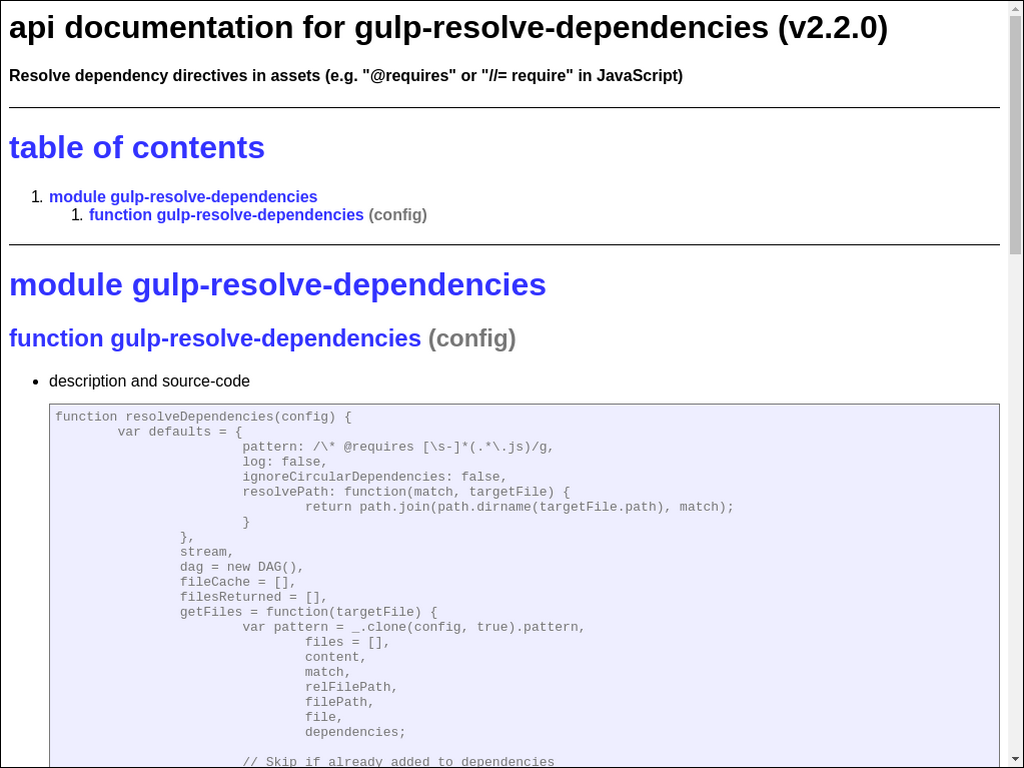 api documentation for gulp-resolve-dependencies (v2.2.0)
Resolve dependency directives in assets (e.g. "@requires" or "//= require" in JavaScript)
table of contents
1. module gulp-resolve-dependencies
1. function gulp-resolve-dependencies (config)
module gulp-resolve-dependencies
function gulp-resolve-dependencies (config)
• description and source-code
function resolveDependencies(config) {
var defaults = {
pattern: /\* @requires [\s-]*(.*\.js)/g,
log: false,
ignoreCircularDependencies: false,
resolvePath: function(match, targetFile) {
return path.join(path.dirname(targetFile.path), match);
}
},
stream,
dag = new DAG(),
fileCache = [],
filesReturned = [],
getFiles = function(targetFile) {
var pattern = _.clone(config, true).pattern,
files = [],
content,
match,
relFilePath,
filePath,
file,
dependencies;
// Skip if already added to dependencies